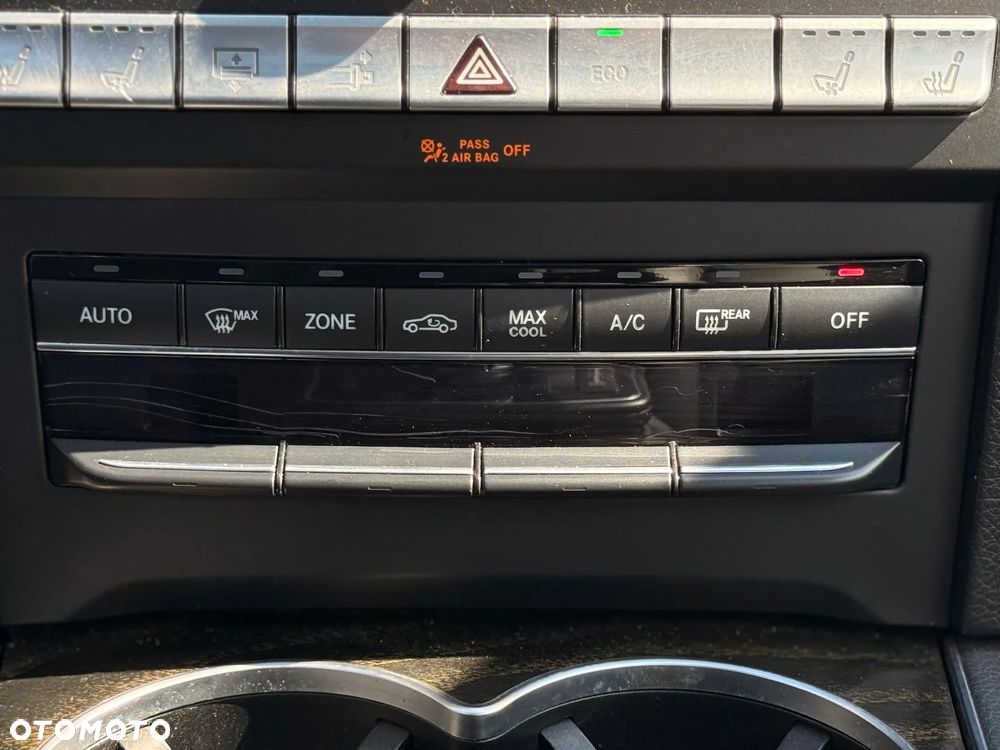 ECO
PASS
2 AIR BAG OFF
AUTO
MAX
ZONE
MAX
COOL
A/C
REAR
OFF
OTOMOTO